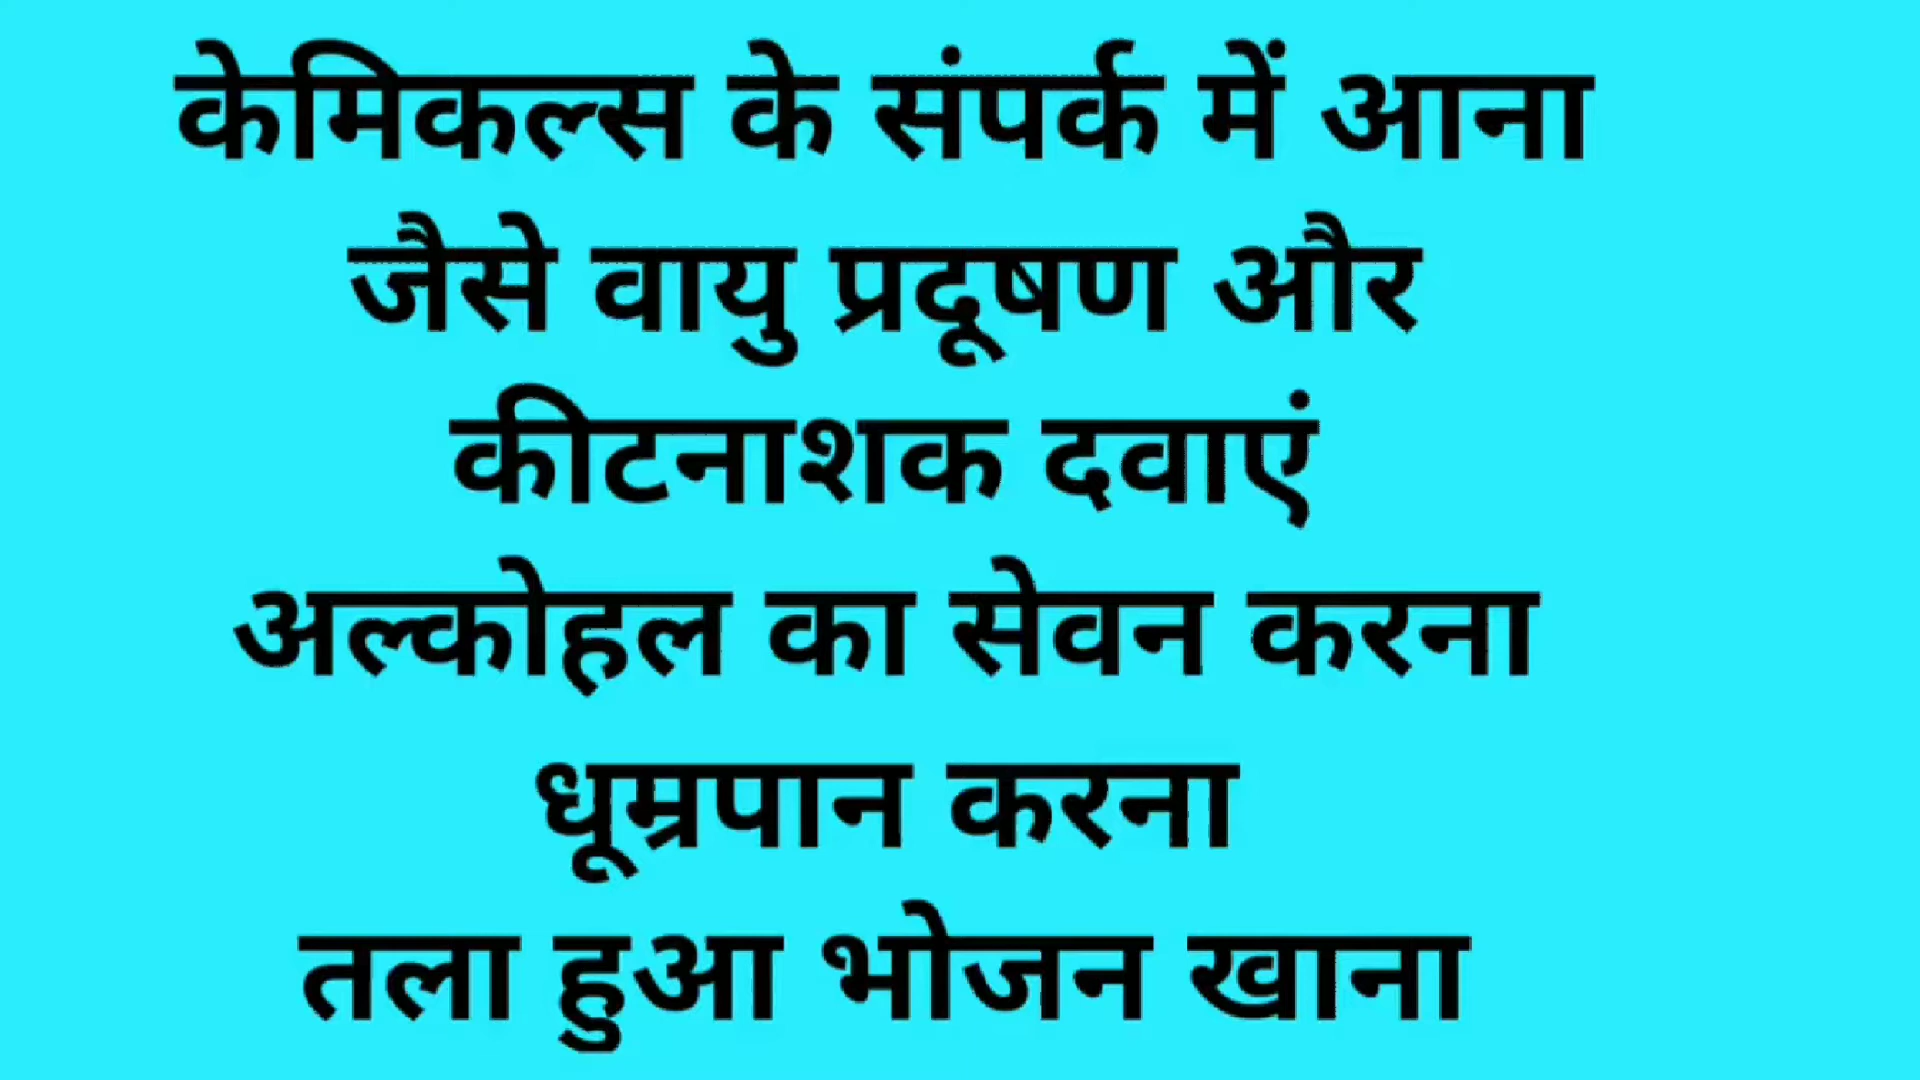 केमिकल्स के संपर्क में आना
जैसे वायु प्रदूषण और
कीटनाशक दवाएं
अल्कोहल का सेवन करना
धूम्रपान करना
तला हुआ भोजन खाना